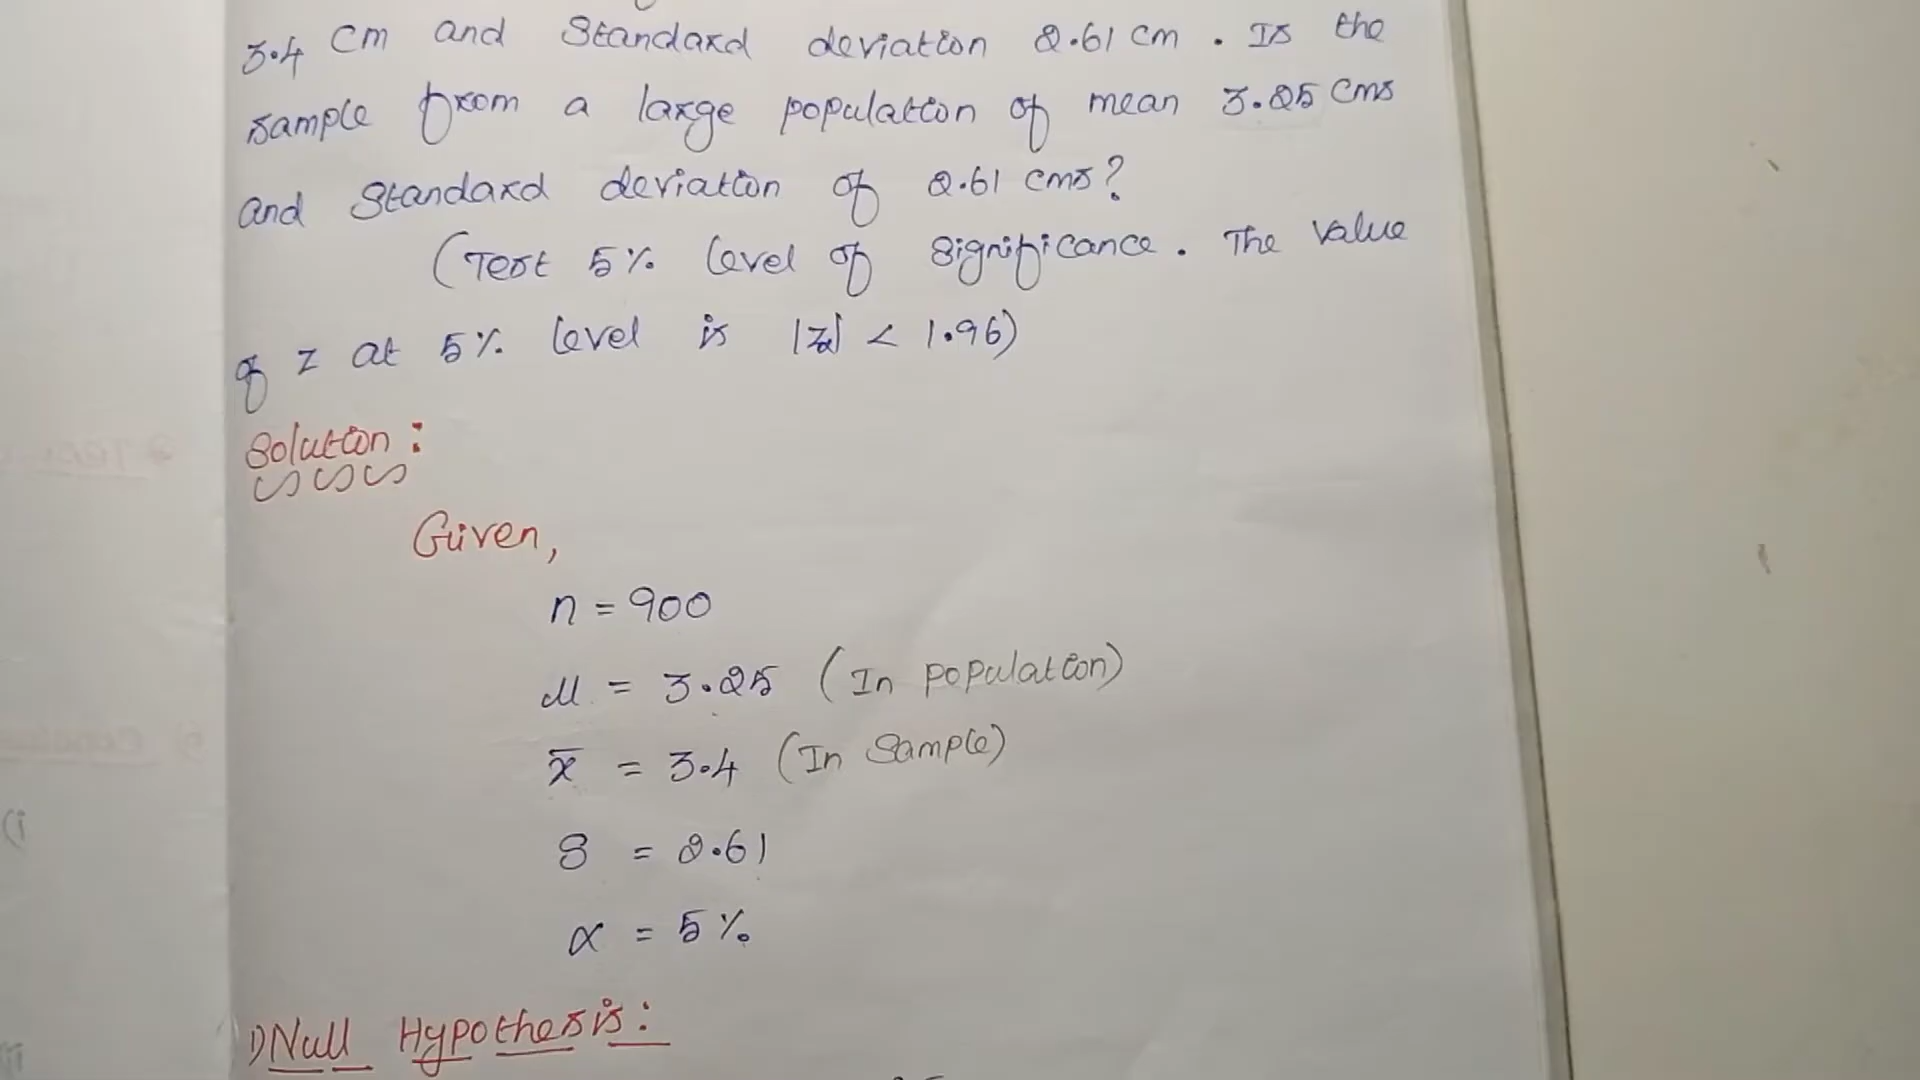 3.4 cm and Standard deviation 2.61 cm . Is the
sample from a large population of mean 3.25 cms
and Standard deviation of 2.61 cms?
(Test 5% level of Significance. The value
of z at 5% level is |zα| < 1.96)
Solution :
Given,
n = 900
μ = 3.25 (In population)
x̄ = 3.4 (In Sample)
S = 2.61
α = 5%
1) Null Hypothesis :